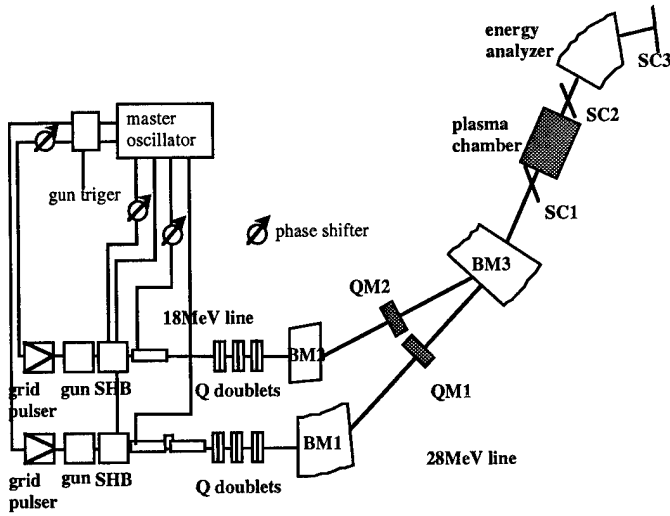 energy
analyzer
SC3
SC2
plasma
chamber
SC1
master
oscillator
gun triger
phase shifter
BM3
QM2
18MeV line
BM2
QM1
grid
pulser
gun SHB
Q doublets
BM1
28MeV line
grid
pulser
gun SHB
Q doublets